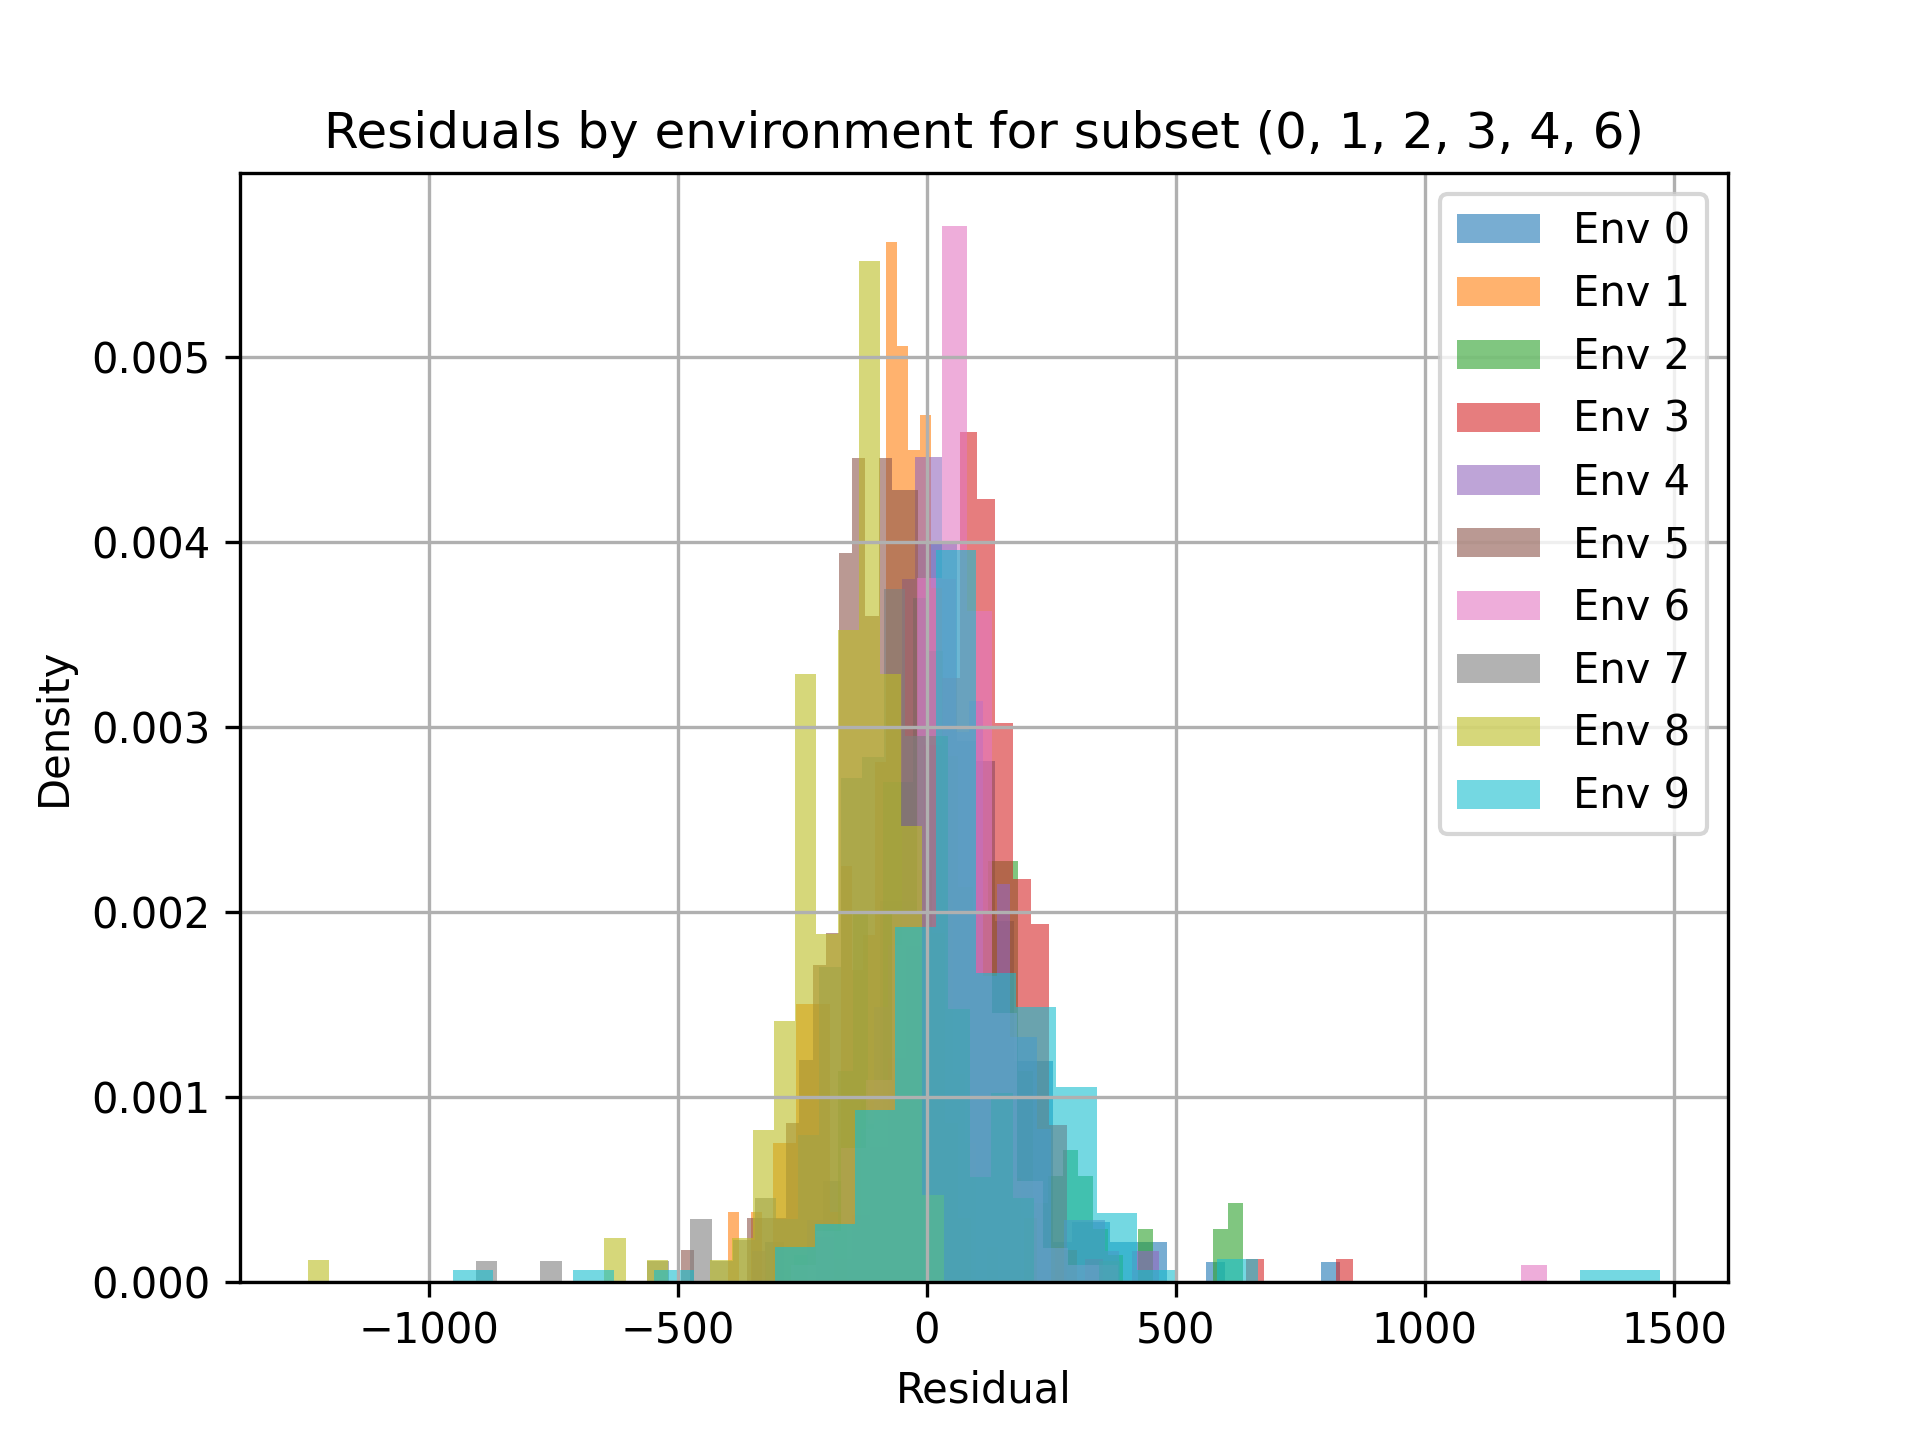 Residuals by environment for subset (0, 1, 2, 3, 4, 6)
Env 0
Env 1
Env 2
Env 3
Env 4
Env 5
Env 6
Env 7
Env 8
Env 9
Density
0.005
0.004
0.003
0.002
0.001
0.000
−1000 −500 0 500 1000 1500
Residual